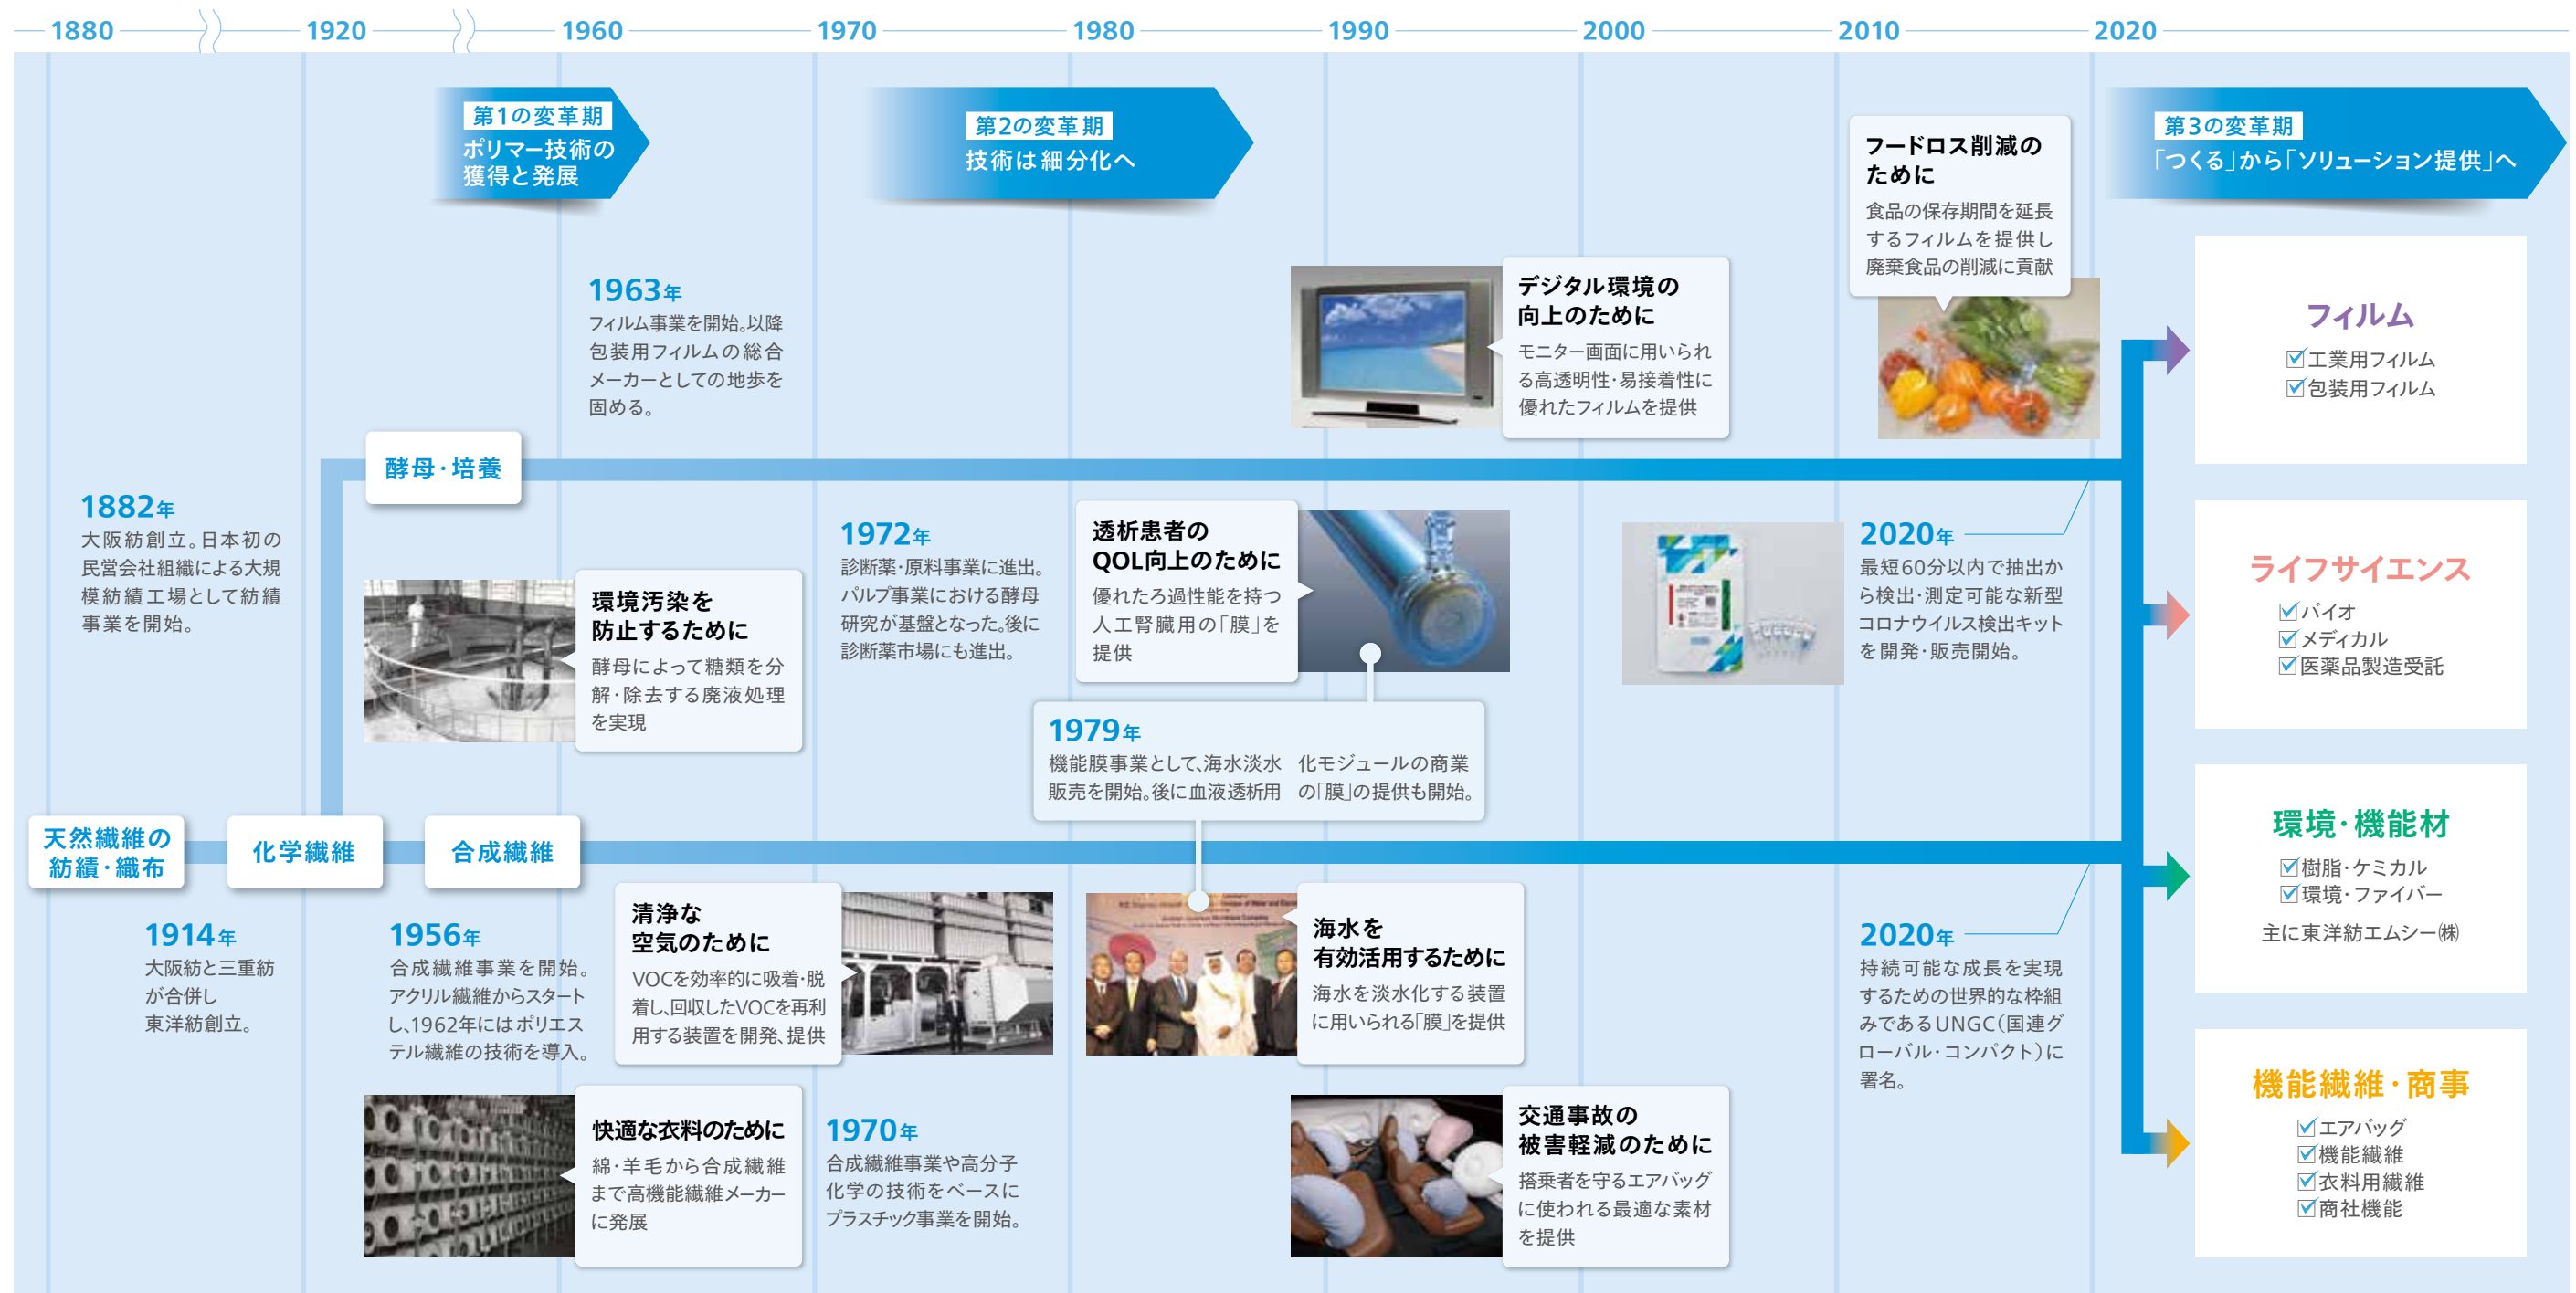 1880
1920
1960
1970
1980
1990
2000
2010
2020
第1の変革期
ポリマー技術の
獲得と発展
第2の変革期
技術は細分化へ
第3の変革期
「つくる」から「ソリューション提供」へ
1963年
フィルム事業を開始。以降
包装用フィルムの総合
メーカーとしての地歩を
固める。
デジタル環境の
向上のために
モニター画面に用いられ
る高透明性・易接着性に
優れたフィルムを提供
フードロス削減の
ために
食品の保存期間を延長
するフィルムを提供し
廃棄食品の削減に貢献
酵母・培養
1882年
大阪紡創立。日本初の
民営会社組織による大規
模紡績工場として紡績
事業を開始。
環境汚染を
防止するために
酵母によって糖類を分
解・除去する廃液処理
を実現
1972年
診断薬・原料事業に進出。
パルプ事業における酵母
研究が基盤となった。後に
診断薬市場にも進出。
透析患者の
QOL向上のために
優れたろ過性能を持つ
人工腎臓用の「膜」を
提供
2020年
最短60分以内で抽出か
ら検出・測定可能な新型
コロナウイルス検出キット
を開発・販売開始。
1979年
機能膜事業として、海水淡水化モジュールの商業
販売を開始。後に血液透析用の「膜」の提供も開始。
天然繊維の
紡績・織布
化学繊維
合成繊維
1914年
大阪紡と三重紡
が合併し
東洋紡創立。
1956年
合成繊維事業を開始。
アクリル繊維からスタート
し、1962年にはポリエス
テル繊維の技術を導入。
清浄な
空気のために
VOCを効率的に吸着・脱
着し、回収したVOCを再利
用する装置を開発、提供
海水を
有効活用するために
海水を淡水化する装置
に用いられる「膜」を提供
2020年
持続可能な成長を実現
するための世界的な枠組
みであるUNGC（国連グ
ローバル・コンパクト）に
署名。
快適な衣料のために
綿・羊毛から合成繊維
まで高機能繊維メーカー
に発展
1970年
合成繊維事業や高分子
化学の技術をベースに
プラスチック事業を開始。
交通事故の
被害軽減のために
搭乗者を守るエアバッグ
に使われる最適な素材
を提供
フィルム
工業用フィルム
包装用フィルム
ライフサイエンス
バイオ
メディカル
医薬品製造受託
環境・機能材
樹脂・ケミカル
環境・ファイバー
主に東洋紡エムシー㈱
機能繊維・商事
エアバッグ
機能繊維
衣料用繊維
商社機能